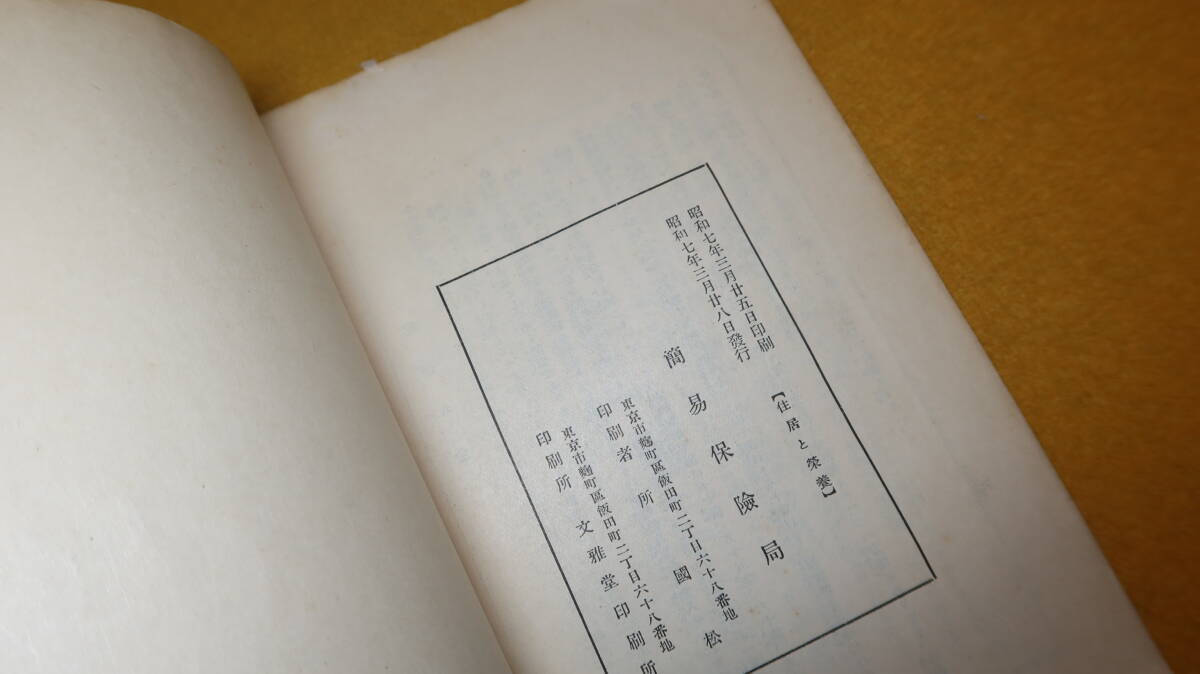 昭和七年三月廿五日印刷
昭和七年三月廿八日發行
【住居と榮養】
簡易保險局
東京市麴町區飯田町二丁目六十八番地
印刷者 所國松
東京市麴町區飯田町二丁目六十八番地
印刷所 文雅堂印刷所